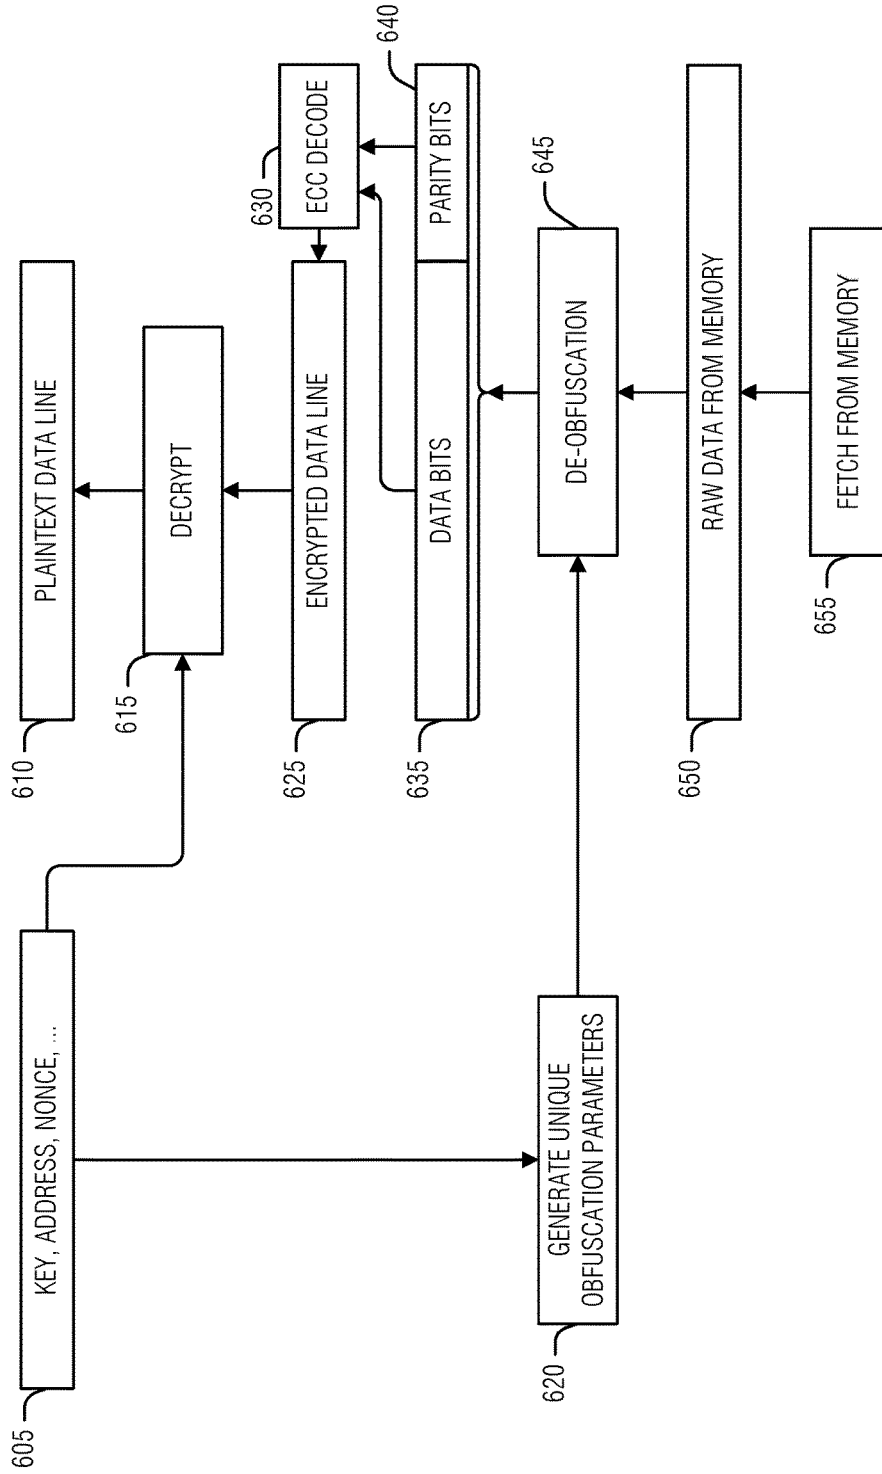 605
KEY, ADDRESS, NONCE, ...
610
PLAINTEXT DATA LINE
615
DECRYPT
620
GENERATE UNIQUE
OBFUSCATION PARAMETERS
625
ENCRYPTED DATA LINE
630
ECC DECODE
635
DATA BITS
PARITY BITS
640
DE-OBFUSCATION
645
650
RAW DATA FROM MEMORY
655
FETCH FROM MEMORY